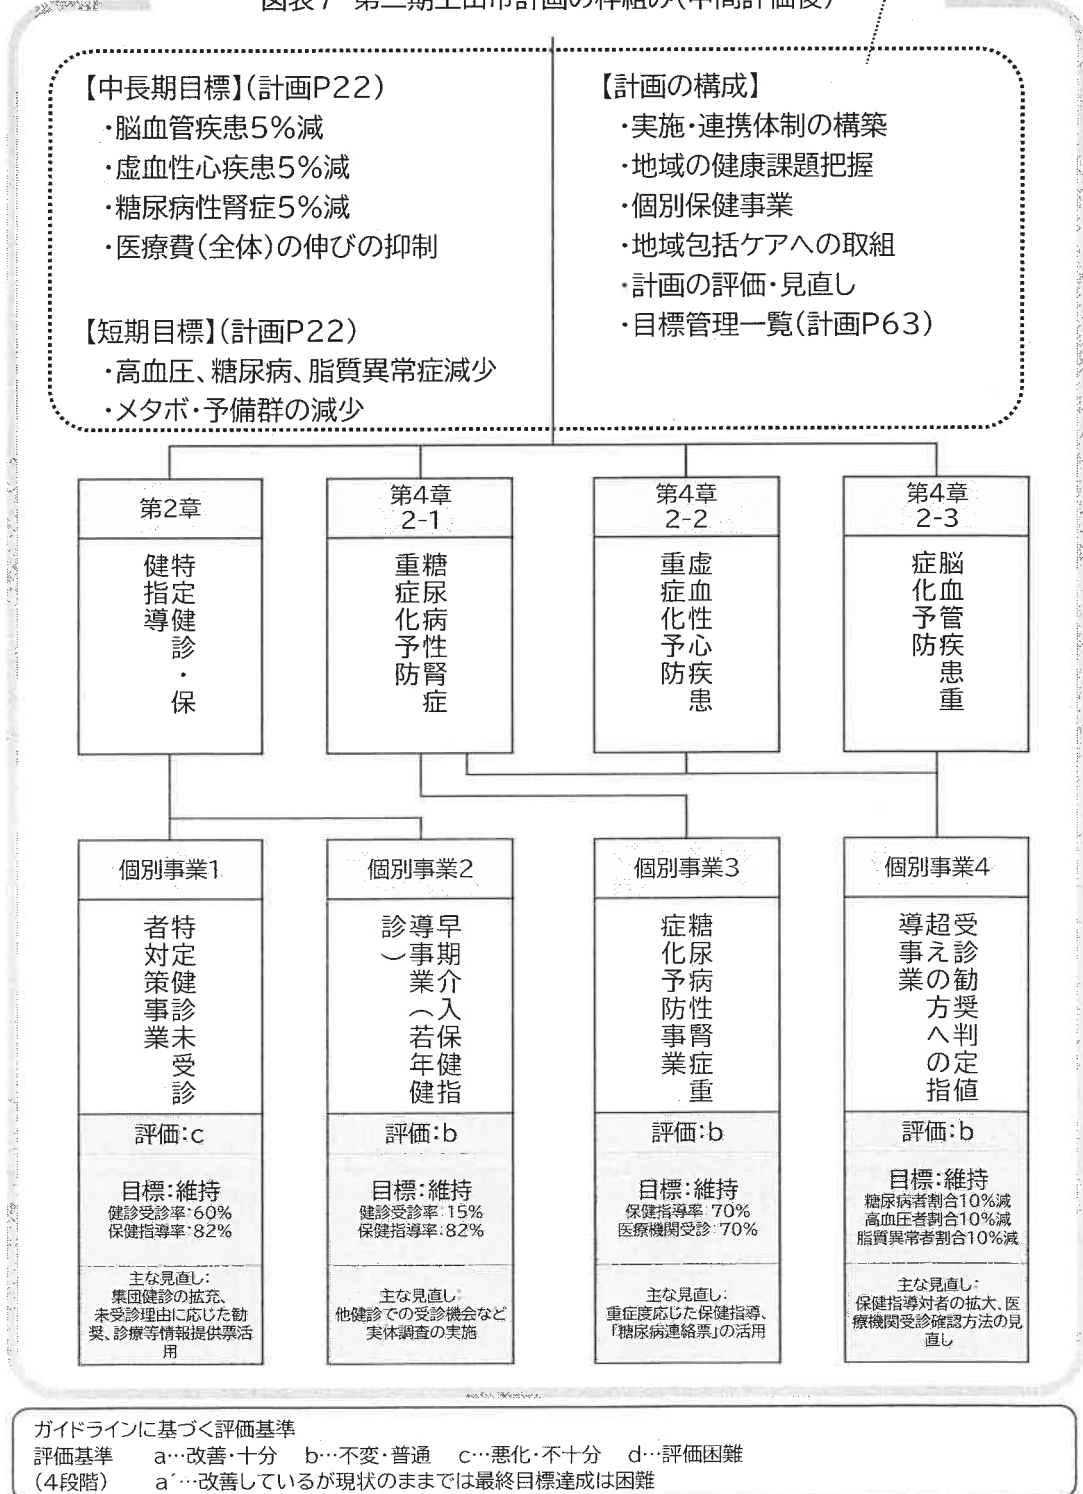 図表7 第二期上田市計画の枠組み(中間評価後)
【中長期目標】(計画P22)
・脳血管疾患5%減
・虚血性心疾患5%減
・糖尿病性腎症5%減
・医療費(全体)の伸びの抑制
【短期目標】(計画P22)
・高血圧、糖尿病、脂質異常症減少
・メタボ・予備群の減少
【計画の構成】
・実施・連携体制の構築
・地域の健康課題把握
・個別保健事業
・地域包括ケアへの取組
・計画の評価・見直し
・目標管理一覧(計画P63)
第2章
特定健診・保
健指導
第4章
2-1
糖尿病性腎症
重症化予防
第4章
2-2
虚血性心疾患
重症化予防
第4章
2-3
脳血管疾患重
症化予防
個別事業1
特定健診未受診
者対策事業
評価:c
目標:維持
健診受診率:60%
保健指導率:82%
主な見直し:
集団健診の拡充、
未受診理由に応じた勧
奨、診療等情報提供票活
用
個別事業2
早期介入保健指
導事業(若年健
診)
評価:b
目標:維持
健診受診率:15%
保健指導率:82%
主な見直し:
他健診での受診機会など
実体調査の実施
個別事業3
糖尿病性腎症重
症化予防事業
評価:b
目標:維持
保健指導率:70%
医療機関受診:70%
主な見直し:
重症度応じた保健指導、
「糖尿病連絡票」の活用
個別事業4
受診勧奨判定値
超えの方への指
導事業
評価:b
目標:維持
糖尿病者割合10%減
高血圧者割合10%減
脂質異常者割合10%減
主な見直し:
保健指導対者の拡大、医
療機関受診確認方法の見
直し
ガイドラインに基づく評価基準
評価基準 a…改善・十分 b…不変・普通 c…悪化・不十分 d…評価困難
(4段階) a´…改善しているが現状のままでは最終目標達成は困難